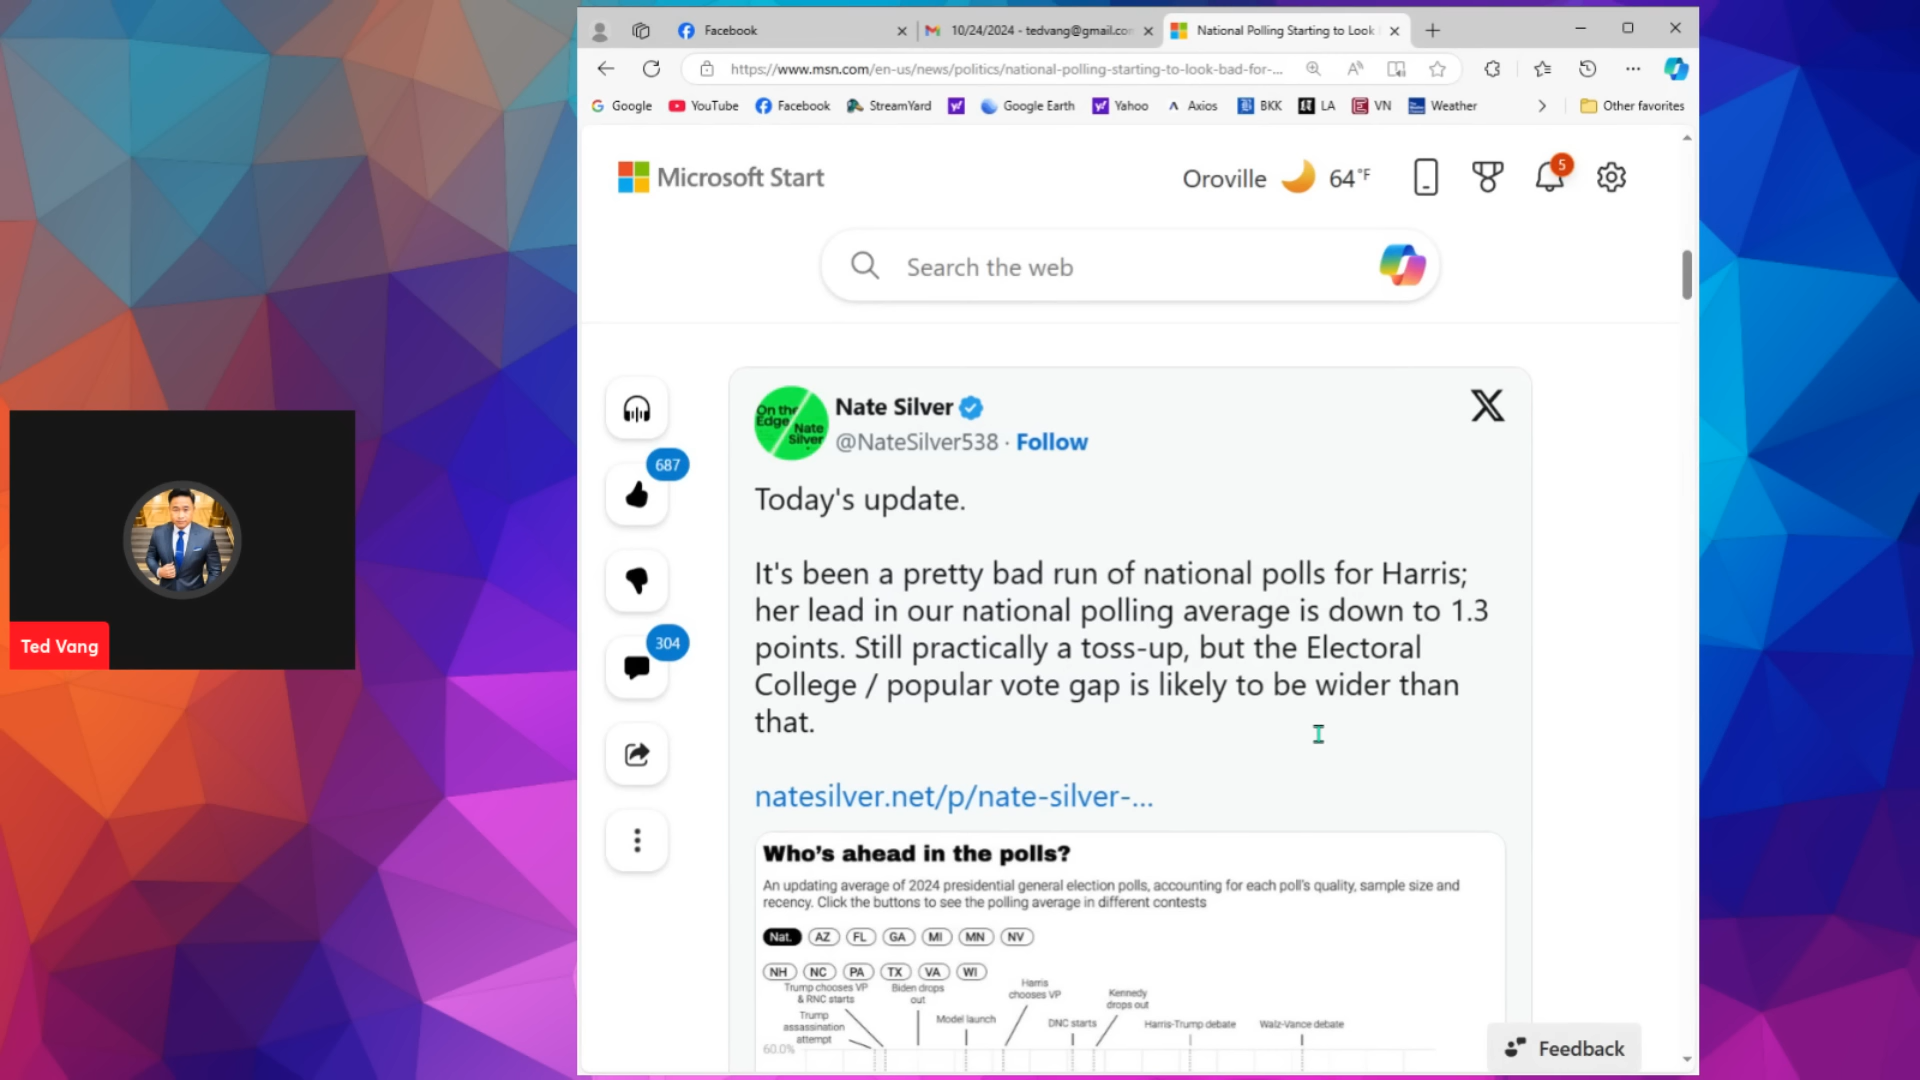 Facebook
10/24/2024 - tedvang@gmail.co
National Polling Starting to Look
https://www.msn.com/en-us/news/politics/national-polling-starting-to-look-bad-for-...
Google
YouTube
Facebook
StreamYard
Google Earth
Yahoo
Axios
BKK
LA
VN
Weather
Other favorites
Microsoft Start
Oroville
64°F
5
Search the web
On the Edge Nate Silver
Nate Silver
@NateSilver538 · Follow
687
Today's update.
It's been a pretty bad run of national polls for Harris;
her lead in our national polling average is down to 1.3
points. Still practically a toss-up, but the Electoral
College / popular vote gap is likely to be wider than
that.
304
Ted Vang
natesilver.net/p/nate-silver-...
Who's ahead in the polls?
An updating average of 2024 presidential general election polls, accounting for each poll's quality, sample size and
recency. Click the buttons to see the polling average in different contests
Nat. AZ FL GA MI MN NV
NH NC PA TX VA WI
Trump chooses VP
& RNC starts
Biden drops
out
Harris
chooses VP
Kennedy
drops out
Trump
assassination
attempt
Model launch
DNC starts
Harris-Trump debate
Walz-Vance debate
60.0%
Feedback